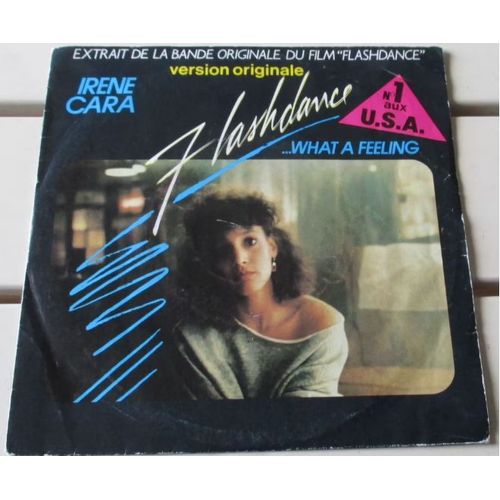 EXTRAIT DE LA BANDE ORIGINALE DU FILM "FLASHDANCE"
version originale
IRENE
CARA
Flashdance
...WHAT A FEELING
N°1
aux
U.S.A.